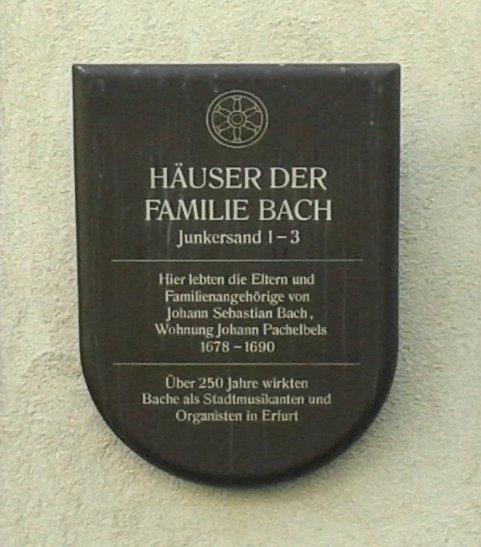 HÄUSER DER
FAMILIE BACH
Junkersand 1–3
Hier lebten die Eltern und
Familienangehörige von
Johann Sebastian Bach,
Wohnung Johann Pachelbels
1678–1690
Über 250 Jahre wirkten
Bache als Stadtmusikanten und
Organisten in Erfurt